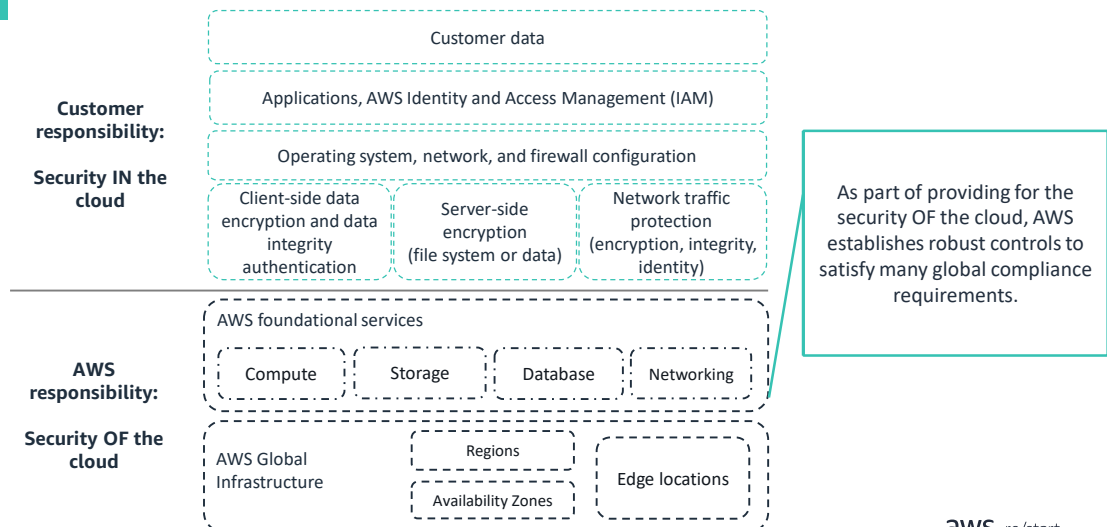 Customer data
Applications, AWS Identity and Access Management (IAM)
Customer
responsibility:
Security IN the
cloud
Operating system, network, and firewall configuration
Client-side data
encryption and data
integrity
authentication
Server-side
encryption
(file system or data)
Network traffic
protection
(encryption, integrity,
identity)
As part of providing for the
security OF the cloud, AWS
establishes robust controls to
satisfy many global compliance
requirements.
AWS foundational services
Compute
Storage
Database
Networking
AWS
responsibility:
Security OF the
cloud
AWS Global
Infrastructure
Regions
Availability Zones
Edge locations
aws re/start